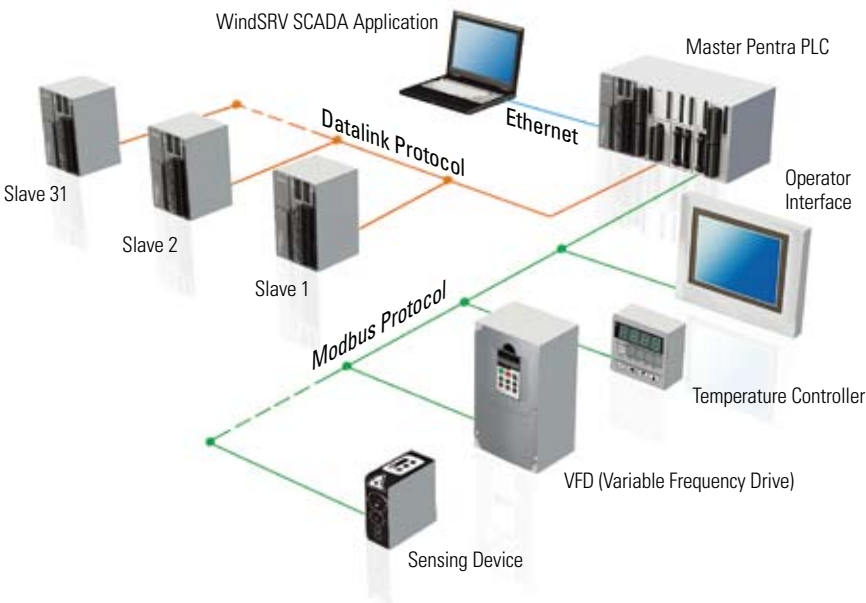 WindSRV SCADA Application
Master Pentra PLC
Ethernet
Datalink Protocol
Operator
Interface
Slave 31
Slave 2
Slave 1
Modbus Protocol
Temperature Controller
VFD (Variable Frequency Drive)
Sensing Device